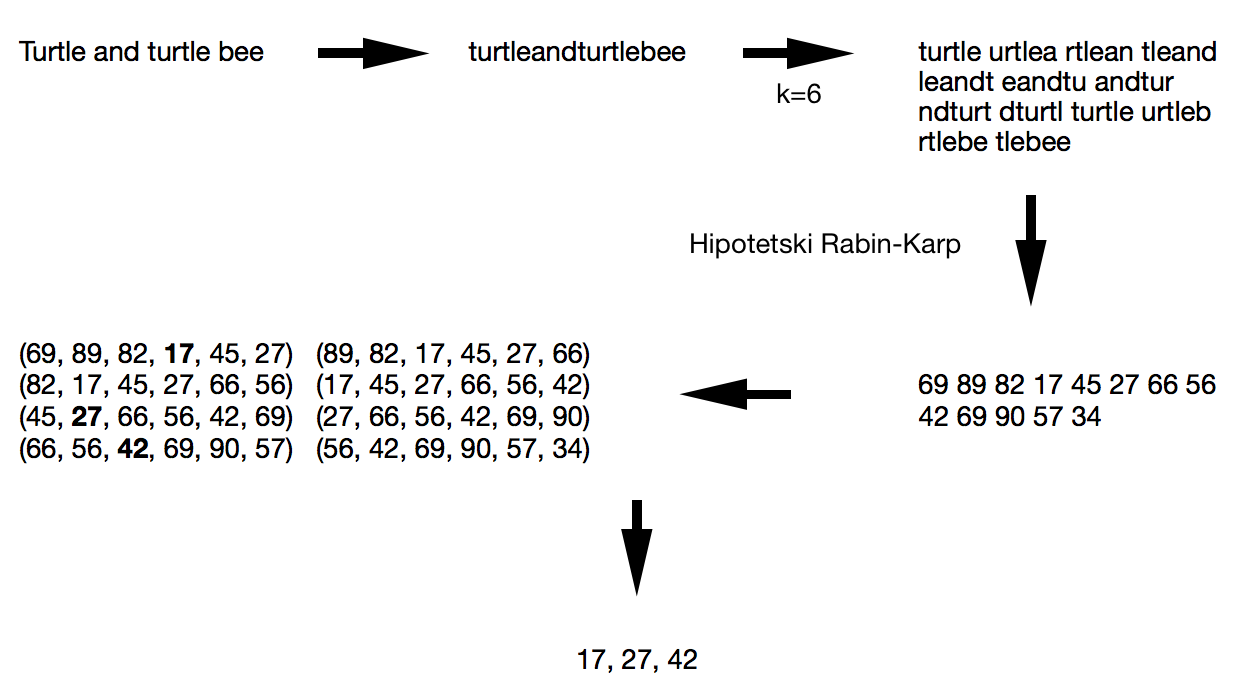 Turtle and turtle bee
turtleandturtlebee
k=6
turtle urtlea rtlean tleand
leandt eandtu andtur
ndturt dturtl turtle urtleb
rtlebe tlebee
Hipotetski Rabin-Karp
69 89 82 17 45 27 66 56
42 69 90 57 34
(69, 89, 82, 17, 45, 27) (89, 82, 17, 45, 27, 66)
(82, 17, 45, 27, 66, 56) (17, 45, 27, 66, 56, 42)
(45, 27, 66, 56, 42, 69) (27, 66, 56, 42, 69, 90)
(66, 56, 42, 69, 90, 57) (56, 42, 69, 90, 57, 34)
17, 27, 42